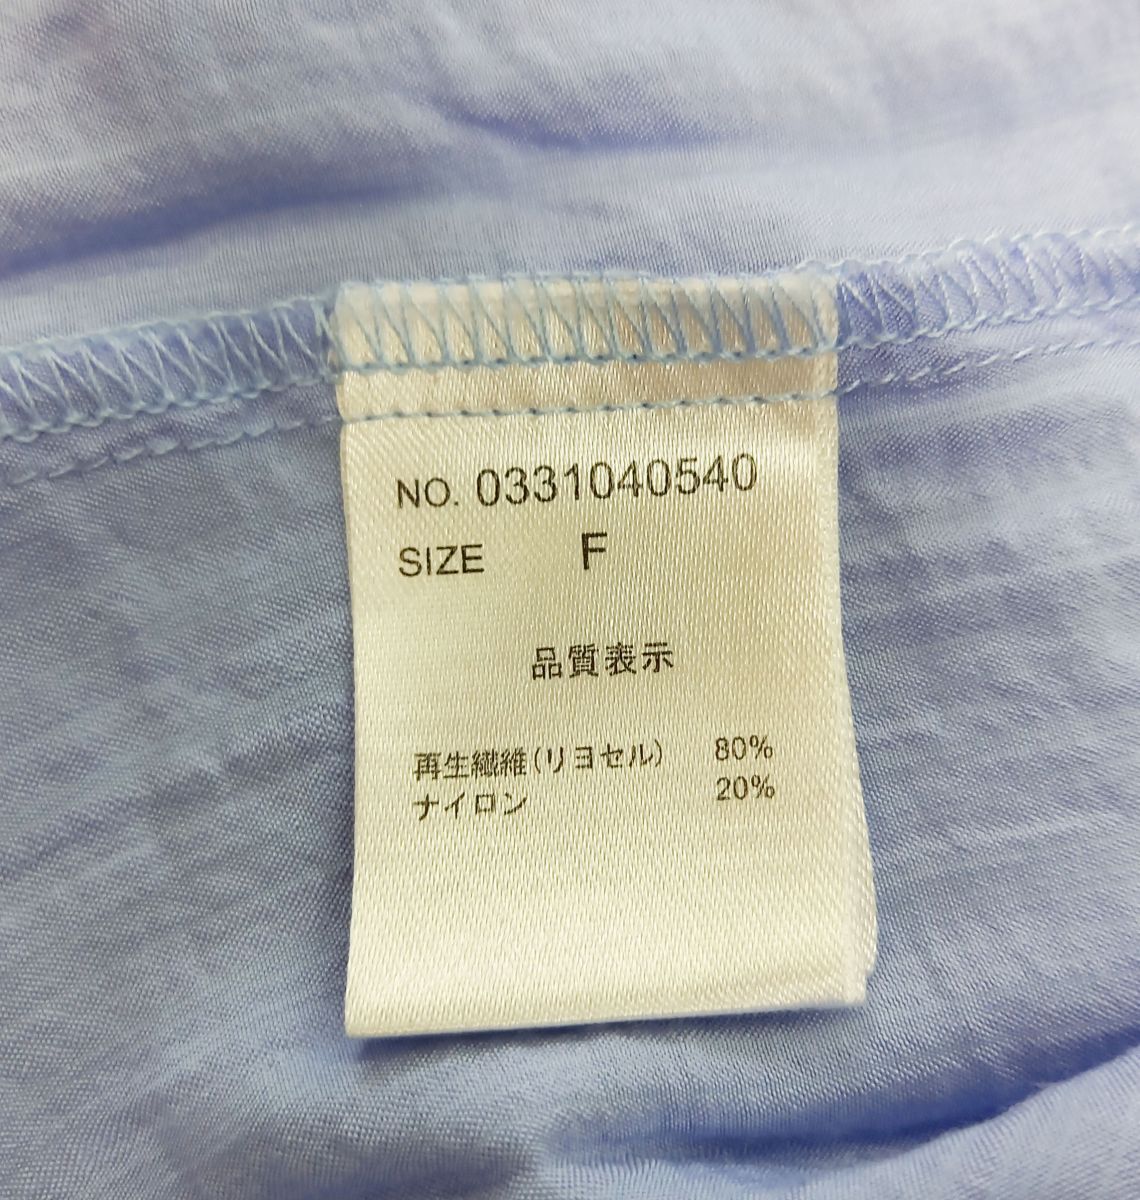 NO. 0331040540
SIZE F
品質表示
再生繊維(リヨセル) 80%
ナイロン 20%